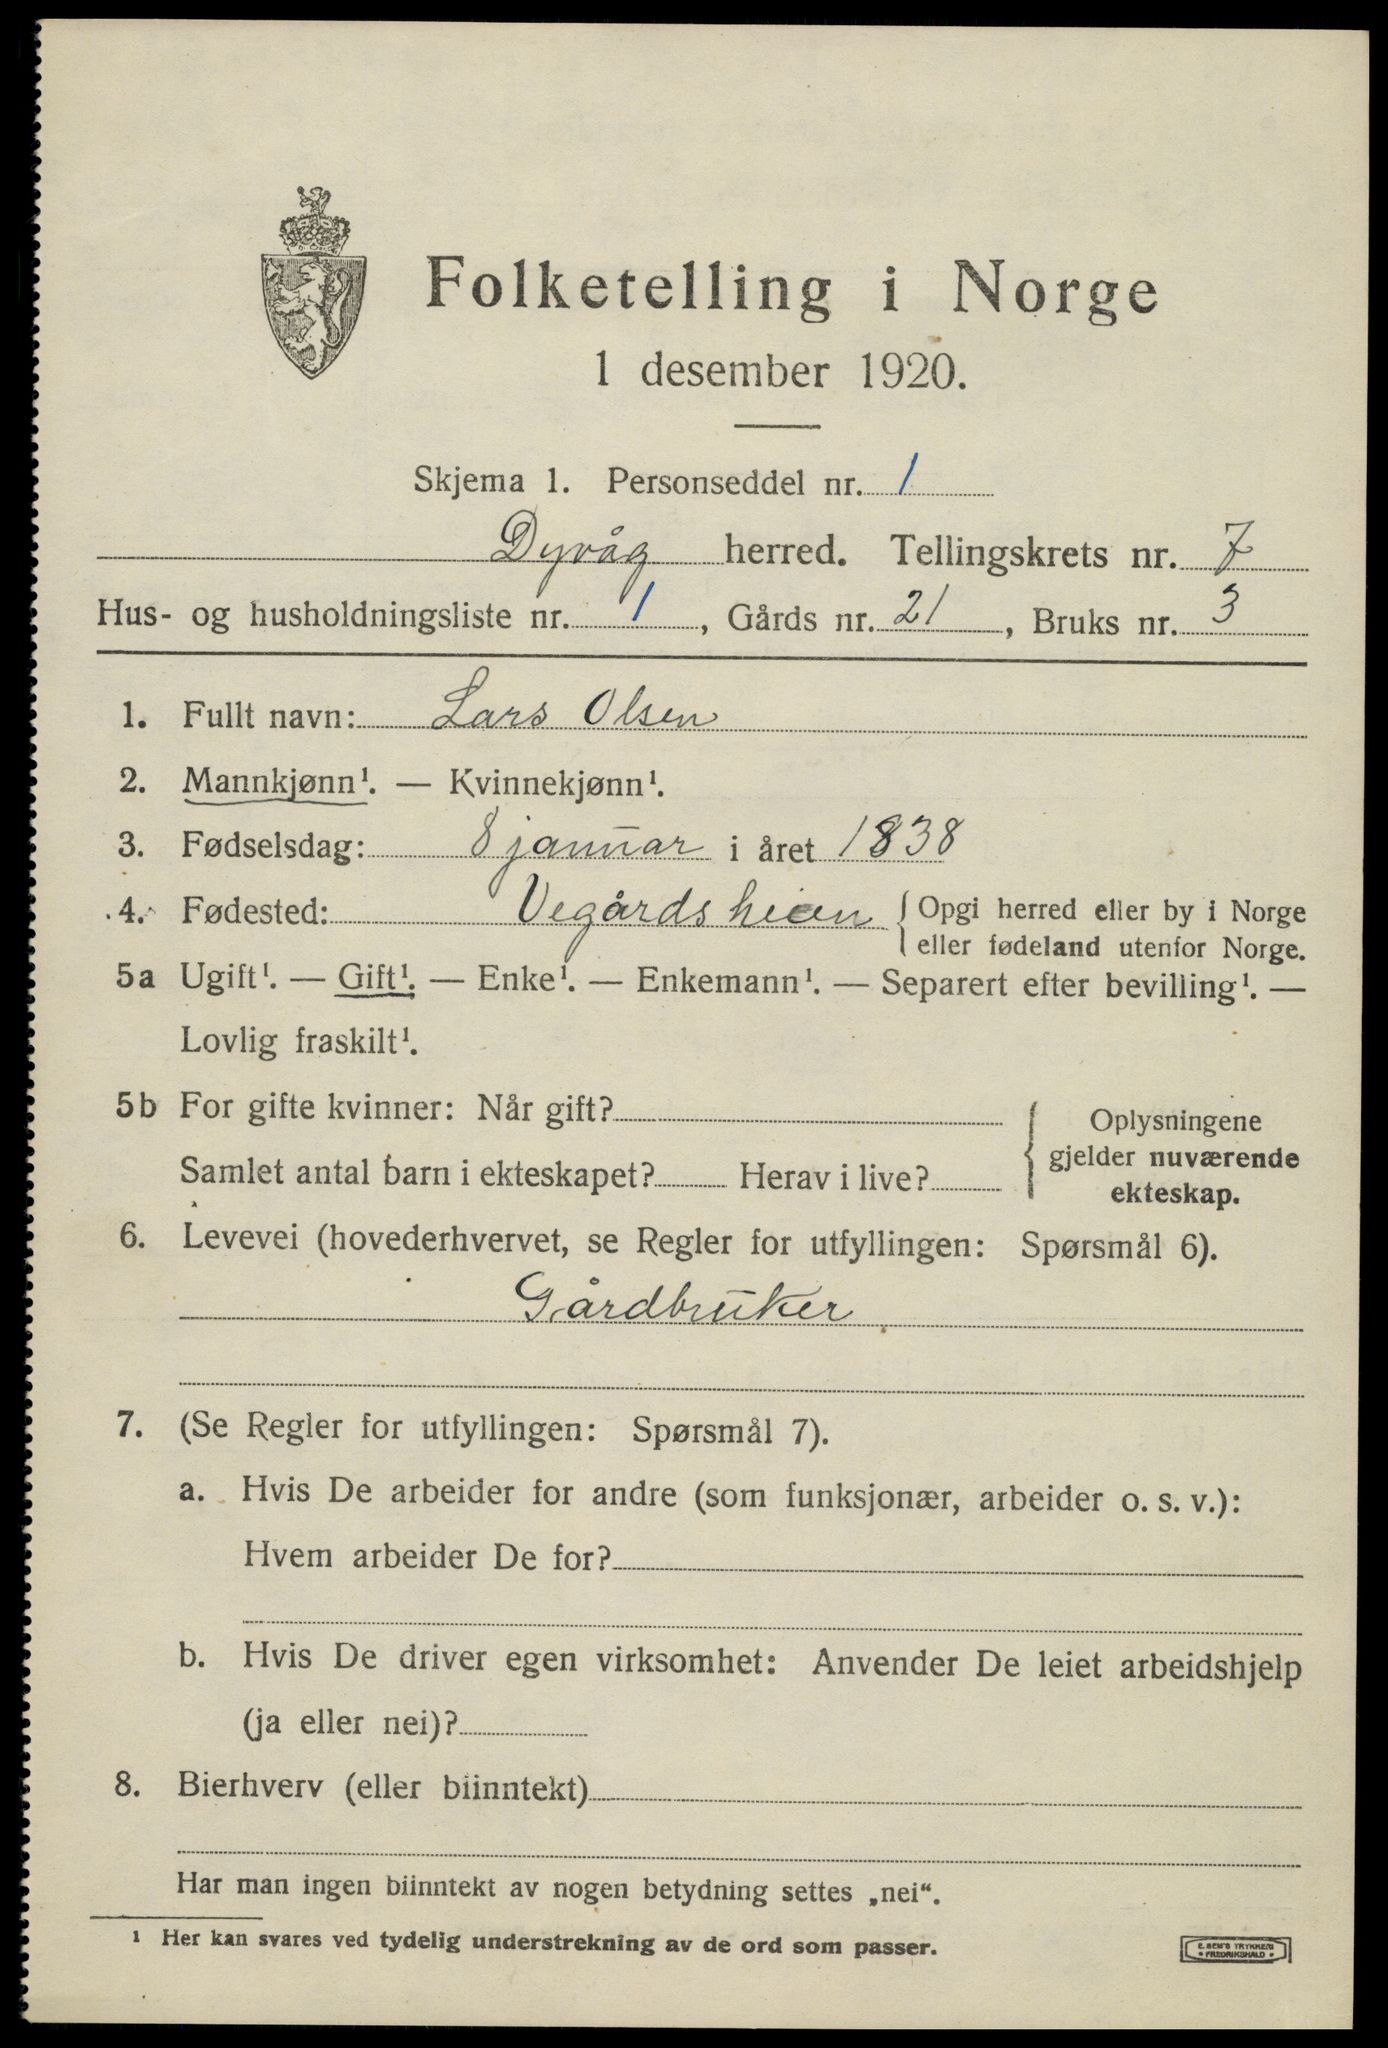 Folketelling i Norge
1 desember 1920.
Skjema 1. Personseddel nr. 1
Dyvåg herred. Tellingskrets nr. 7
Hus- og husholdningsliste nr. 1, Gårds nr. 21, Bruks nr. 3
1. Fullt navn: Lars Olsen
2. Mannkjønn¹. — Kvinnekjønn¹.
3. Fødselsdag: 8 januar i året 1838
4. Fødested: Vegårdsheien { Opgi herred eller by i Norge
eller fødeland utenfor Norge.
5a Ugift¹. — Gift¹. — Enke¹. — Enkemann¹. — Separert efter bevilling¹. —
Lovlig fraskilt¹.
5b For gifte kvinner: Når gift?
Samlet antal barn i ekteskapet? Herav i live?
{ Oplysningene
gjelder nuværende
ekteskap.
6. Levevei (hovederhvervet, se Regler for utfyllingen: Spørsmål 6).
Gårdbruker
7. (Se Regler for utfyllingen: Spørsmål 7).
a. Hvis De arbeider for andre (som funksjonær, arbeider o. s. v.):
Hvem arbeider De for?
b. Hvis De driver egen virksomhet: Anvender De leiet arbeidshjelp
(ja eller nei)?
8. Bierhverv (eller biinntekt)
Har man ingen biinntekt av nogen betydning settes „nei“.
¹ Her kan svares ved tydelig understrekning av de ord som passer.
E. SEM'S TRYKKERI
• FREDRIKSHALD •